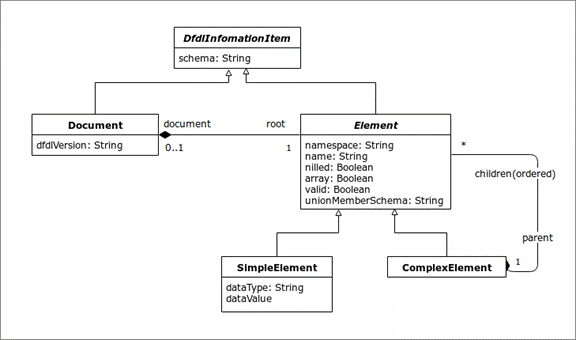 DfdlInfomationItem
schema: String
Document
dfdlVersion: String
document
root
0..1
1
Element
namespace: String
name: String
nilled: Boolean
array: Boolean
valid: Boolean
unionMemberSchema: String
*
children(ordered)
parent
1
SimpleElement
dataType: String
dataValue
ComplexElement